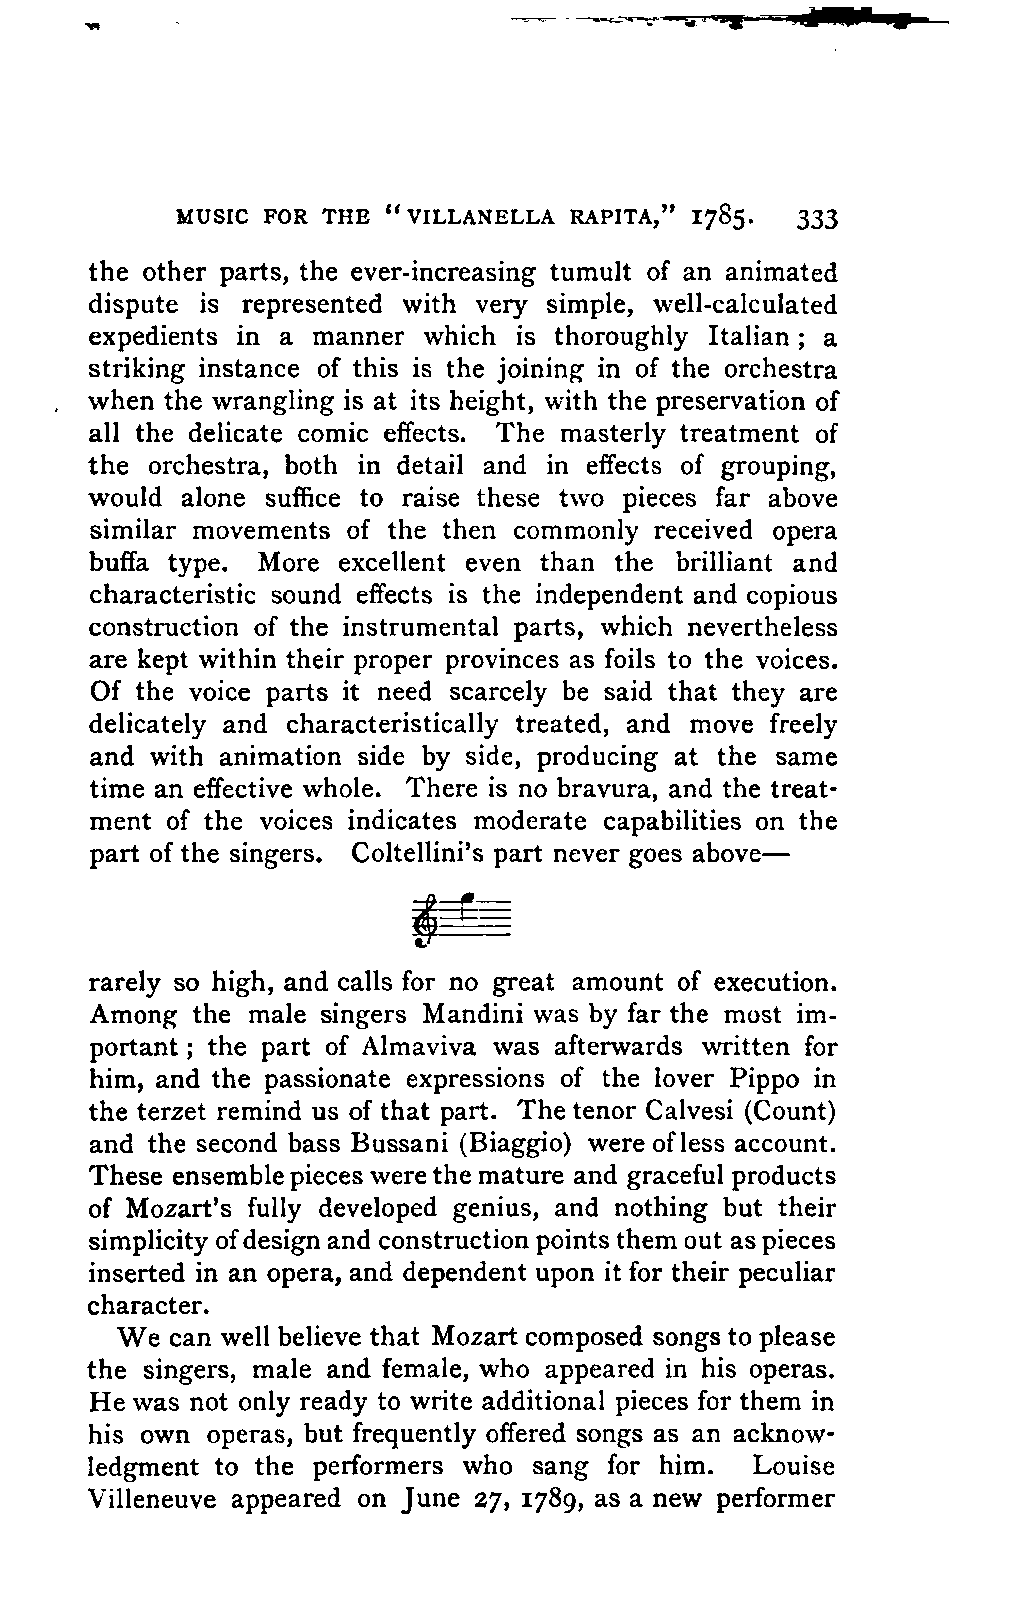 MUSIC FOR THE "VILLANELLA RAPITA," 1785. 333
the other parts, the ever-increasing tumult of an animated
dispute is represented with very simple, well-calculated
expedients in a manner which is thoroughly Italian ; a
striking instance of this is the joining in of the orchestra
when the wrangling is at its height, with the preservation of
all the delicate comic effects. The masterly treatment of
the orchestra, both in detail and in effects of grouping,
would alone suffice to raise these two pieces far above
similar movements of the then commonly received opera
buffa type. More excellent even than the brilliant and
characteristic sound effects is the independent and copious
construction of the instrumental parts, which nevertheless
are kept within their proper provinces as foils to the voices.
Of the voice parts it need scarcely be said that they are
delicately and characteristically treated, and move freely
and with animation side by side, producing at the same
time an effective whole. There is no bravura, and the treat-
ment of the voices indicates moderate capabilities on the
part of the singers. Coltellini's part never goes above—
rarely so high, and calls for no great amount of execution.
Among the male singers Mandini was by far the most im-
portant ; the part of Almaviva was afterwards written for
him, and the passionate expressions of the lover Pippo in
the terzet remind us of that part. The tenor Calvesi (Count)
and the second bass Bussani (Biaggio) were of less account.
These ensemble pieces were the mature and graceful products
of Mozart's fully developed genius, and nothing but their
simplicity of design and construction points them out as pieces
inserted in an opera, and dependent upon it for their peculiar
character.
We can well believe that Mozart composed songs to please
the singers, male and female, who appeared in his operas.
He was not only ready to write additional pieces for them in
his own operas, but frequently offered songs as an acknow-
ledgment to the performers who sang for him. Louise
Villeneuve appeared on June 27, 1789, as a new performer